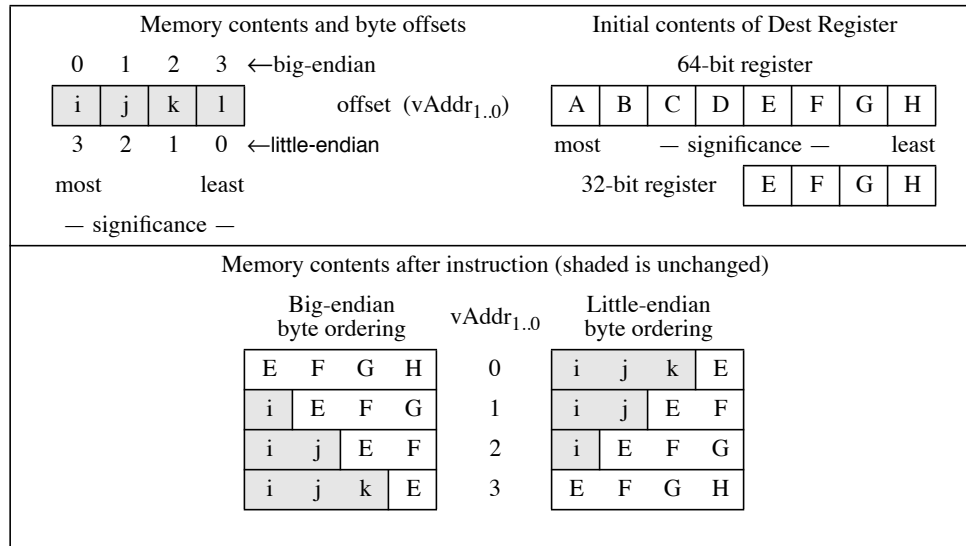 Memory contents and byte offsets
Initial contents of Dest Register
0 1 2 3 ←big-endian
64-bit register
i j k l
offset (vAddr1..0)
A B C D E F G H
3 2 1 0 ←little-endian
most — significance — least
most least
32-bit register E F G H
— significance —
Memory contents after instruction (shaded is unchanged)
Big-endian
byte ordering
vAddr1..0
Little-endian
byte ordering
E F G H 0 i j k E
i E F G 1 i j E F
i j E F 2 i E F G
i j k E 3 E F G H